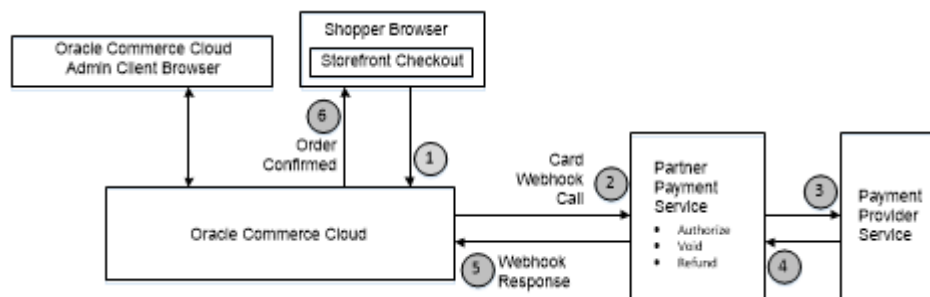 Oracle Commerce Cloud
Admin Client Browser
Shopper Browser
Storefront Checkout
6
Order
Confirmed
1
Card
Webhook
Call
2
Partner
Payment
Service
• Authorize
• Void
• Refund
3
Payment
Provider
Service
Oracle Commerce Cloud
5
Webhook
Response
4